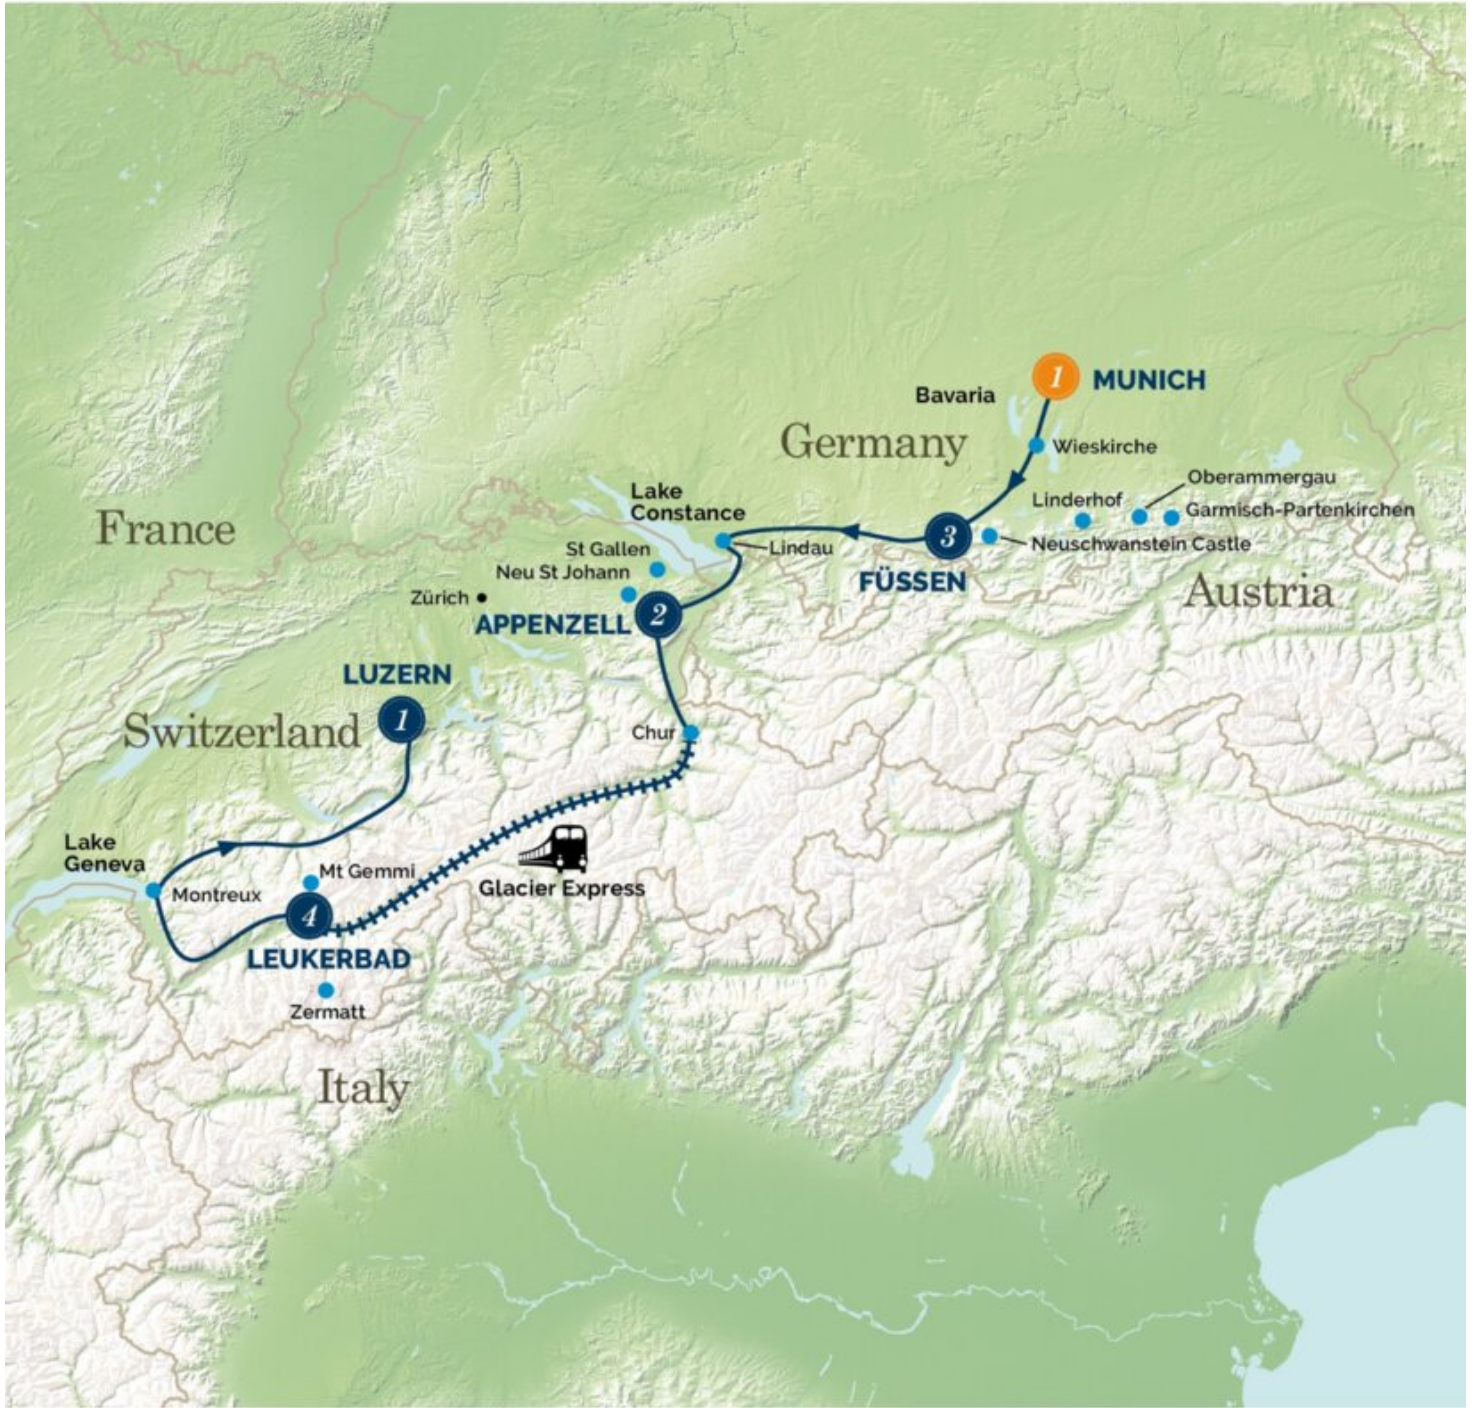 1
MUNICH
Bavaria
Germany
Wieskirche
Oberammergau
Linderhof
Garmisch-Partenkirchen
Lake
Constance
France
3
Neuschwanstein Castle
Lindau
St Gallen
Neu St Johann
FÜSSEN
Austria
Zürich
2
APPENZELL
LUZERN
1
Switzerland
Chur
Lake
Geneva
Mt Gemmi
Glacier Express
Montreux
4
LEUKERBAD
Zermatt
Italy